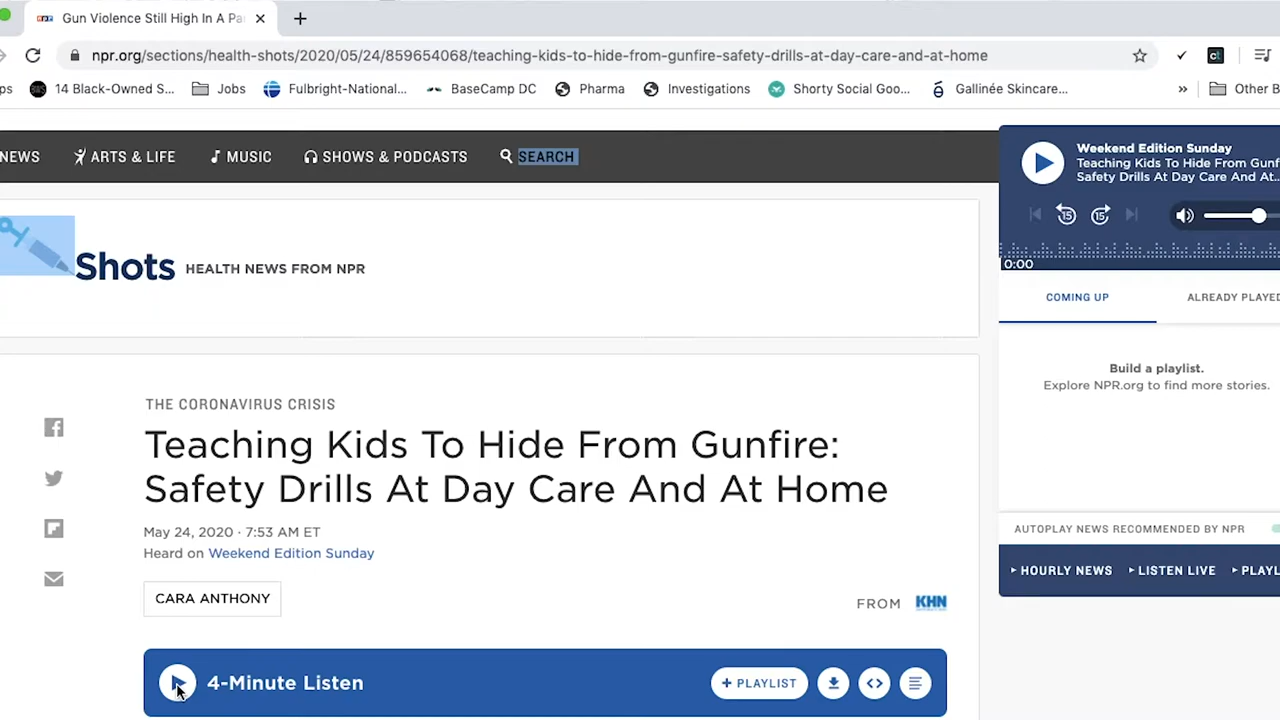 Gun Violence Still High In A Pa
npr.org/sections/health-shots/2020/05/24/859654068/teaching-kids-to-hide-from-gunfire-safety-drills-at-day-care-and-at-home
ps 14 Black-Owned S... Jobs Fulbright-National... BaseCamp DC Pharma Investigations Shorty Social Goo... Gallinée Skincare... » Other B
NEWS ARTS & LIFE MUSIC SHOWS & PODCASTS SEARCH
Weekend Edition Sunday
Teaching Kids To Hide From Gunf
Safety Drills At Day Care And At...
15 15
0:00
Shots HEALTH NEWS FROM NPR
COMING UP ALREADY PLAYED
Build a playlist.
Explore NPR.org to find more stories.
THE CORONAVIRUS CRISIS
Teaching Kids To Hide From Gunfire:
Safety Drills At Day Care And At Home
May 24, 2020 · 7:53 AM ET
Heard on Weekend Edition Sunday
CARA ANTHONY
FROM KHN
AUTOPLAY NEWS RECOMMENDED BY NPR
HOURLY NEWS LISTEN LIVE PLAYL
4-Minute Listen
+ PLAYLIST